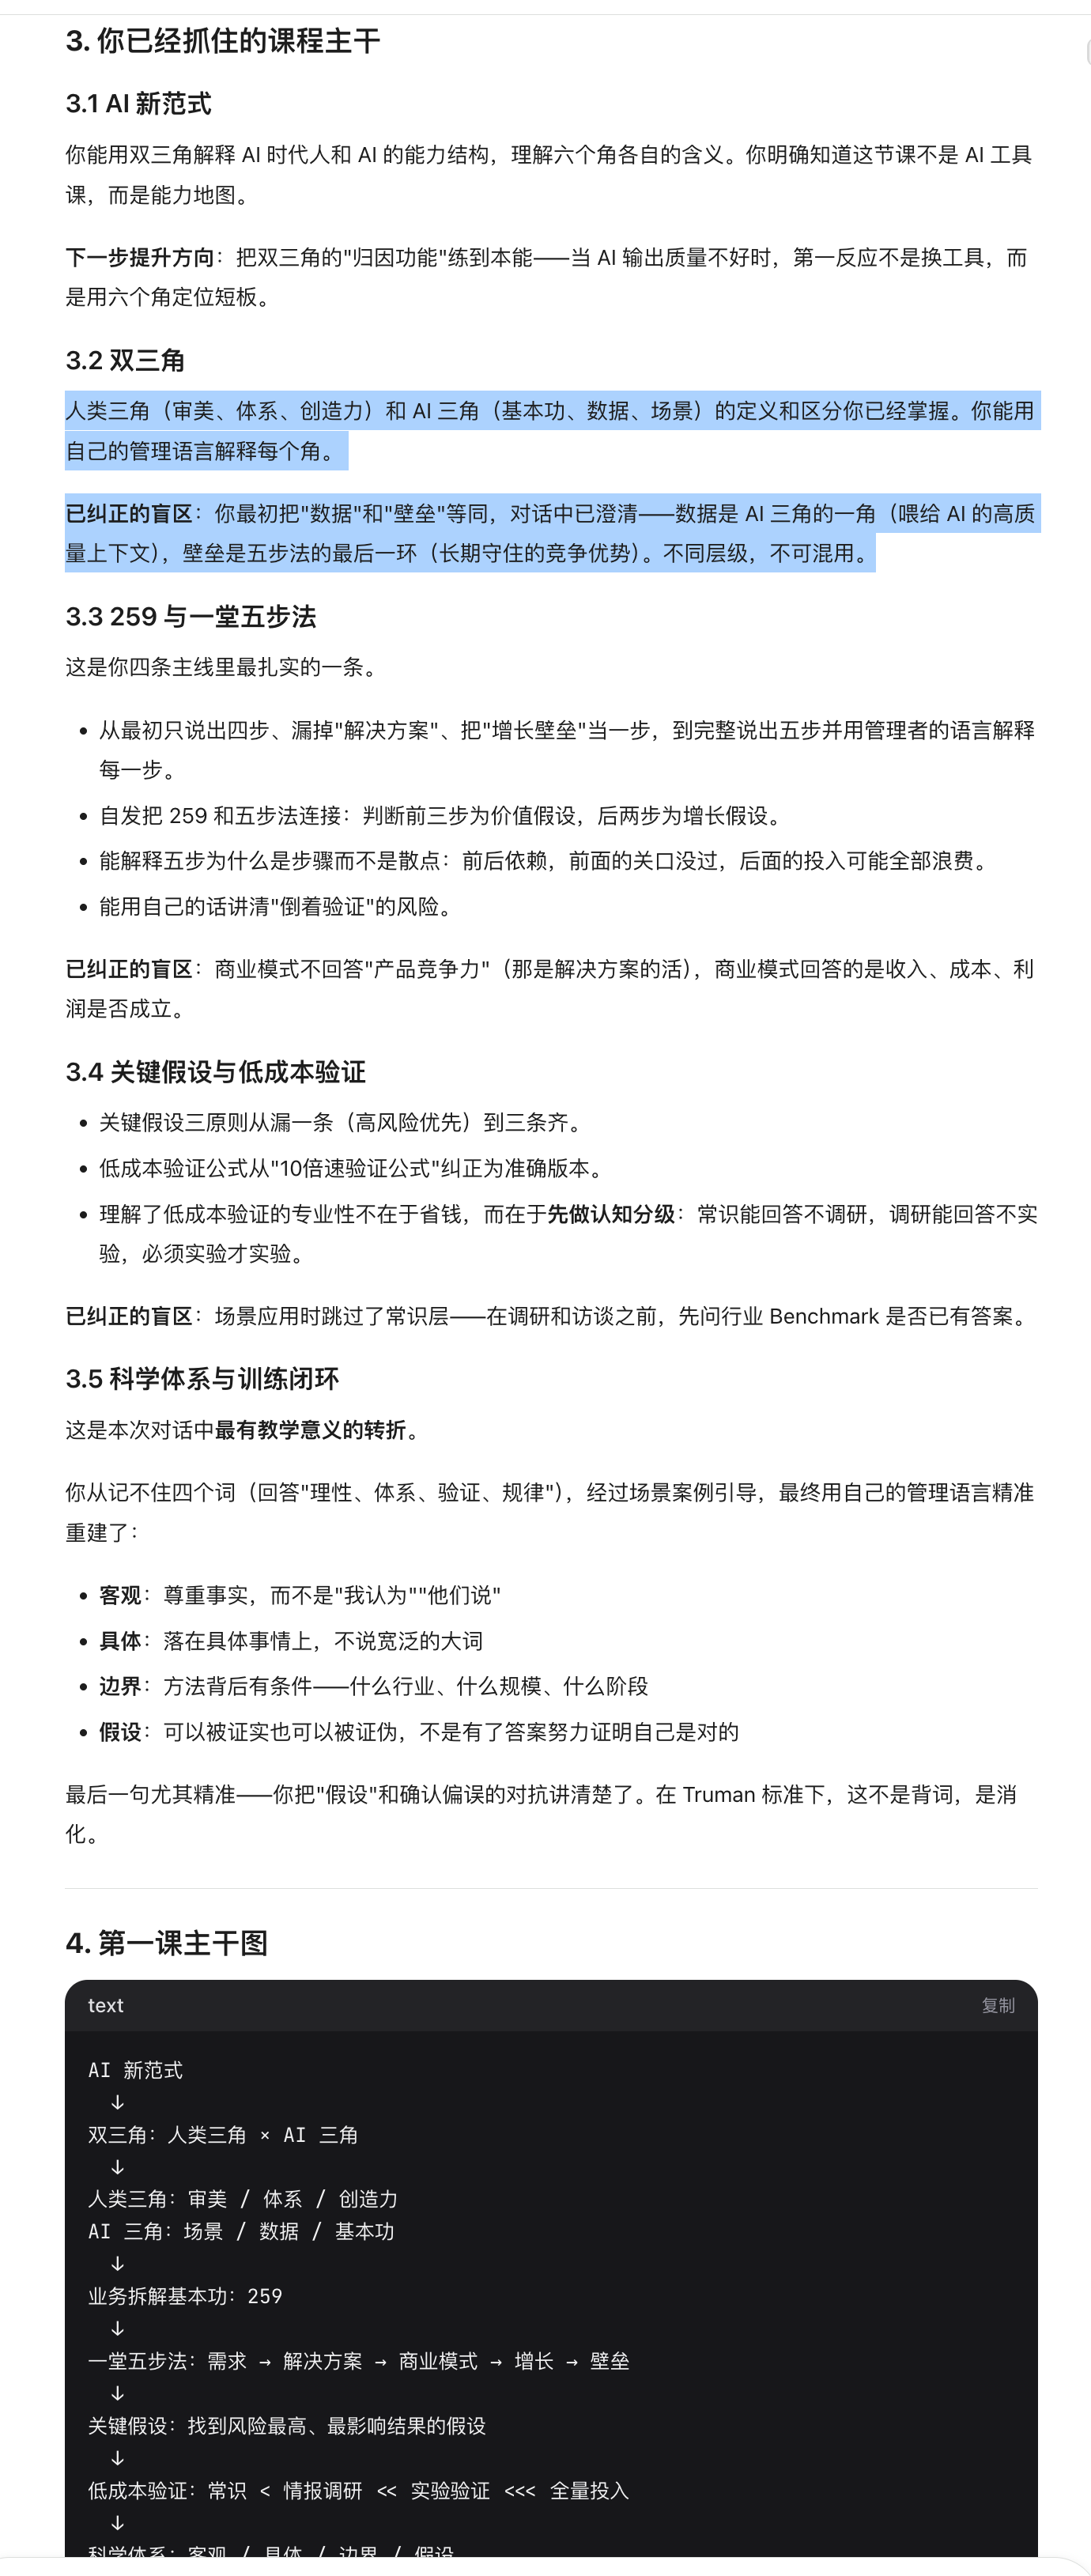 3. 你已经抓住的课程主干
3.1 AI 新范式
你能用双三角解释 AI 时代人和 AI 的能力结构，理解六个角各自的含义。你明确知道这节课不是 AI 工具
课，而是能力地图。
下一步提升方向：把双三角的"归因功能"练到本能——当 AI 输出质量不好时，第一反应不是换工具，而
是用六个角定位短板。
3.2 双三角
人类三角（审美、体系、创造力）和 AI 三角（基本功、数据、场景）的定义和区分你已经掌握。你能用
自己的管理语言解释每个角。
已纠正的盲区：你最初把"数据"和"壁垒"等同，对话中已澄清——数据是 AI 三角的一角（喂给 AI 的高质
量上下文），壁垒是五步法的最后一环（长期守住的竞争优势）。不同层级，不可混用。
3.3 259 与一堂五步法
这是你四条主线里最扎实的一条。
• 从最初只说出四步、漏掉"解决方案"、把"增长壁垒"当一步，到完整说出五步并用管理者的语言解释
每一步。
• 自发把 259 和五步法连接：判断前三步为价值假设，后两步为增长假设。
• 能解释五步为什么是步骤而不是散点：前后依赖，前面的关口没过，后面的投入可能全部浪费。
• 能用自己的话讲清"倒着验证"的风险。
已纠正的盲区：商业模式不回答"产品竞争力"（那是解决方案的活），商业模式回答的是收入、成本、利
润是否成立。
3.4 关键假设与低成本验证
• 关键假设三原则从漏一条（高风险优先）到三条齐。
• 低成本验证公式从"10倍速验证公式"纠正为准确版本。
• 理解了低成本验证的专业性不在于省钱，而在于先做认知分级：常识能回答不调研，调研能回答不实
验，必须实验才实验。
已纠正的盲区：场景应用时跳过了常识层——在调研和访谈之前，先问行业 Benchmark 是否已有答案。
3.5 科学体系与训练闭环
这是本次对话中最有教学意义的转折。
你从记不住四个词（回答"理性、体系、验证、规律"），经过场景案例引导，最终用自己的管理语言精准
重建了：
• 客观：尊重事实，而不是"我认为""他们说"
• 具体：落在具体事情上，不说宽泛的大词
• 边界：方法背后有条件——什么行业、什么规模、什么阶段
• 假设：可以被证实也可以被证伪，不是有了答案努力证明自己是对的
最后一句尤其精准——你把"假设"和确认偏误的对抗讲清楚了。在 Truman 标准下，这不是背词，是消
化。
4. 第一课主干图
text
复制
AI 新范式
↓
双三角：人类三角 × AI 三角
↓
人类三角：审美 / 体系 / 创造力
AI 三角：场景 / 数据 / 基本功
↓
业务拆解基本功：259
↓
一堂五步法：需求 → 解决方案 → 商业模式 → 增长 → 壁垒
↓
关键假设：找到风险最高、最影响结果的假设
↓
低成本验证：常识 < 情报调研 << 实验验证 <<< 全量投入
↓
科学体系：客观 / 具体 / 边界 / 假设